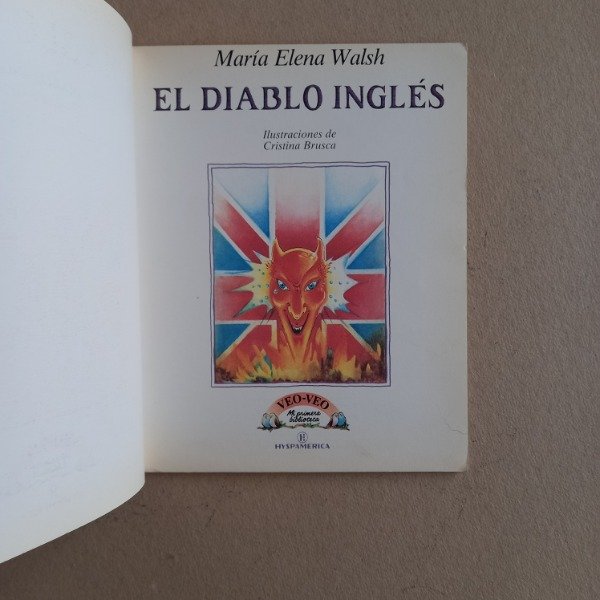 María Elena Walsh
EL DIABLO INGLÉS
Ilustraciones de
Cristina Brusca
VEO-VEO
Mi primera
biblioteca
H
HYSPAMERICA